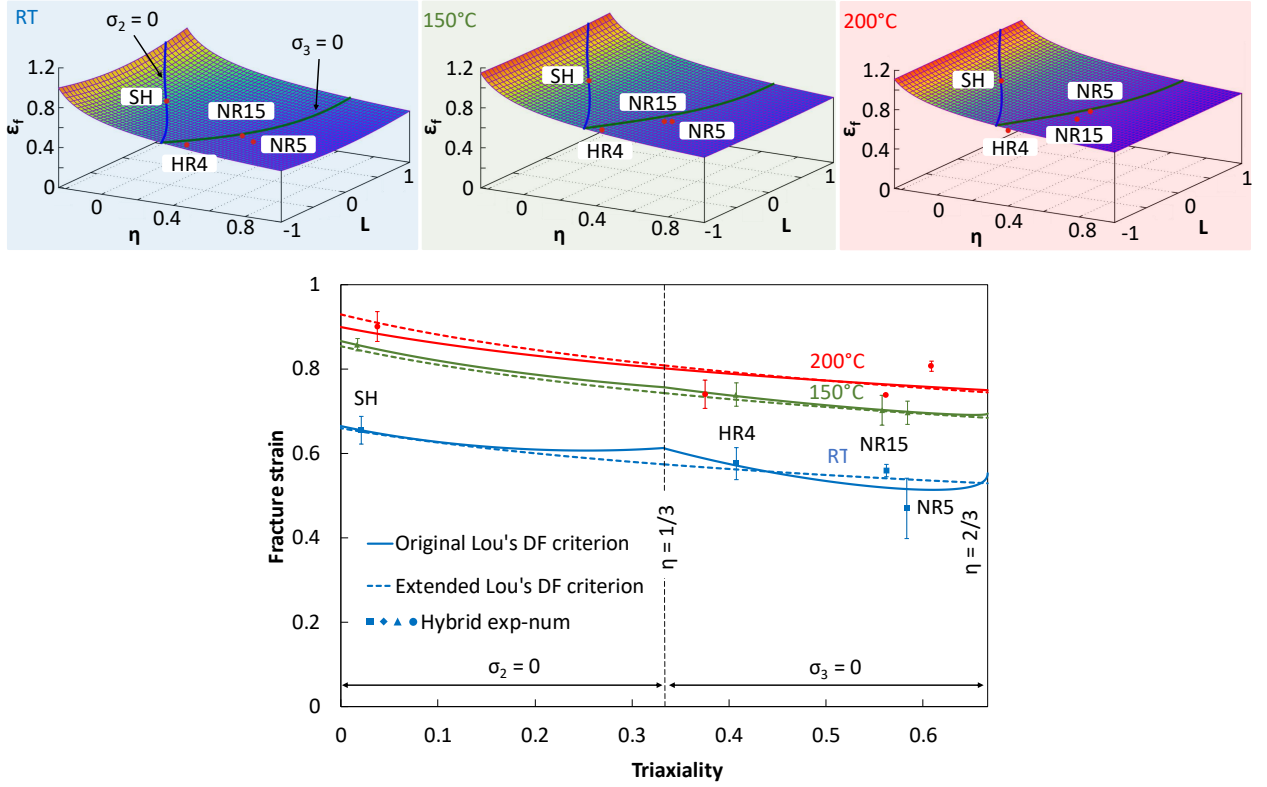 RT
σ2 = 0
σ3 = 0
1.2
0.8
0.4
0
εf
SH
NR15
NR5
HR4
0
0.4
0.8
η
-1
0
1
L
150°C
1.2
0.8
0.4
0
εf
SH
NR15
NR5
HR4
0
0.4
0.8
η
-1
0
1
L
200°C
1.2
0.8
0.4
0
εf
SH
NR5
NR15
HR4
0
0.4
0.8
η
-1
0
1
L
Fracture strain
1
0.8
0.6
0.4
0.2
0
SH
200°C
150°C
HR4
NR15
RT
NR5
η = 1/3
η = 2/3
Original Lou's DF criterion
Extended Lou's DF criterion
Hybrid exp-num
σ2 = 0
σ3 = 0
0 0.1 0.2 0.3 0.4 0.5 0.6
Triaxiality